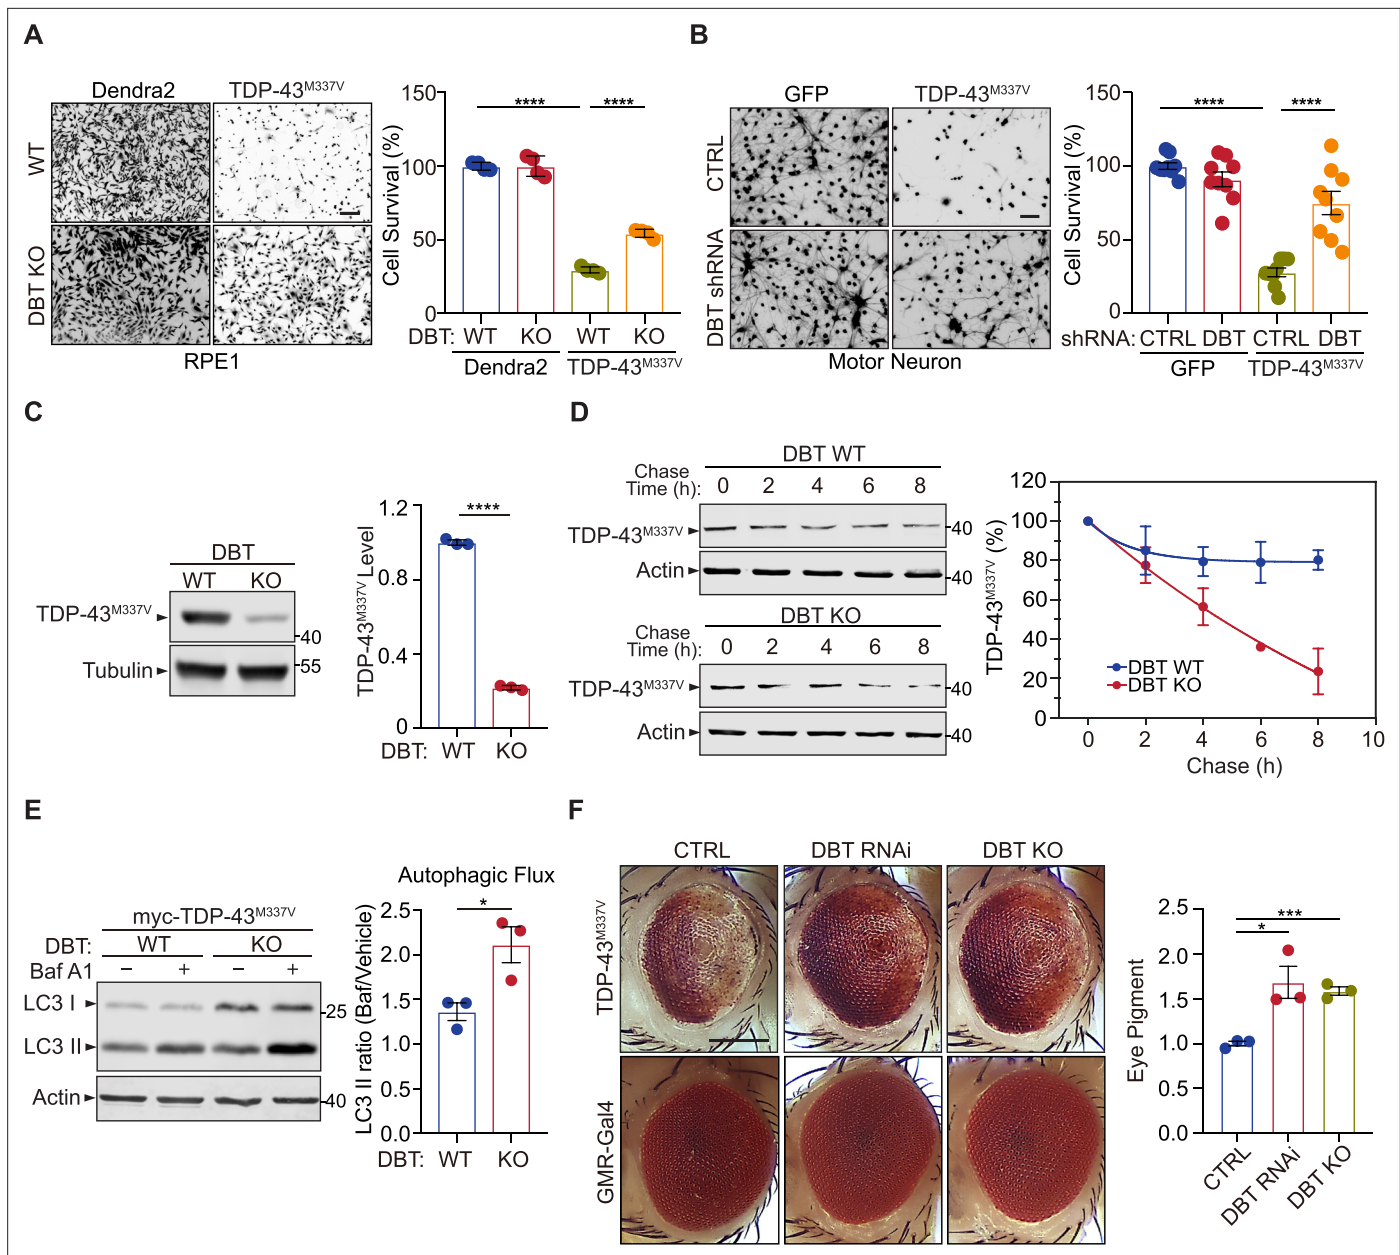 A
Dendra2 TDP-43M337V
WT
DBT KO
RPE1
Cell Survival (%)
150
100
50
0
**** ****
DBT: WT KO WT KO
Dendra2 TDP-43M337V
B
GFP TDP-43M337V
CTRL
DBT shRNA
Motor Neuron
Cell Survival (%)
150
100
50
0
**** ****
shRNA: CTRL DBT CTRL DBT
GFP TDP-43M337V
C
DBT
WT KO
TDP-43M337V
40
Tubulin
55
TDP-43M337V Level
1.2
0.8
0.4
0
****
DBT: WT KO
D
DBT WT
Chase
Time (h): 0 2 4 6 8
TDP-43M337V
40
Actin
40
DBT KO
Chase
Time (h): 0 2 4 6 8
TDP-43M337V
40
Actin
40
TDP-43M337V (%)
120
100
80
60
40
20
0
DBT WT
DBT KO
0 2 4 6 8 10
Chase (h)
E
myc-TDP-43M337V
DBT: WT KO
Baf A1 − + − +
LC3 I
25
LC3 II
Actin
40
Autophagic Flux
LC3 II ratio (Baf/Vehicle)
2.5
2.0
1.5
1.0
0.5
0.0
*
DBT: WT KO
F
CTRL DBT RNAi DBT KO
TDP-43M337V
GMR-Gal4
Eye Pigment
2.5
2.0
1.5
1.0
0.5
0.0
***
*
CTRL
DBT RNAi
DBT KO